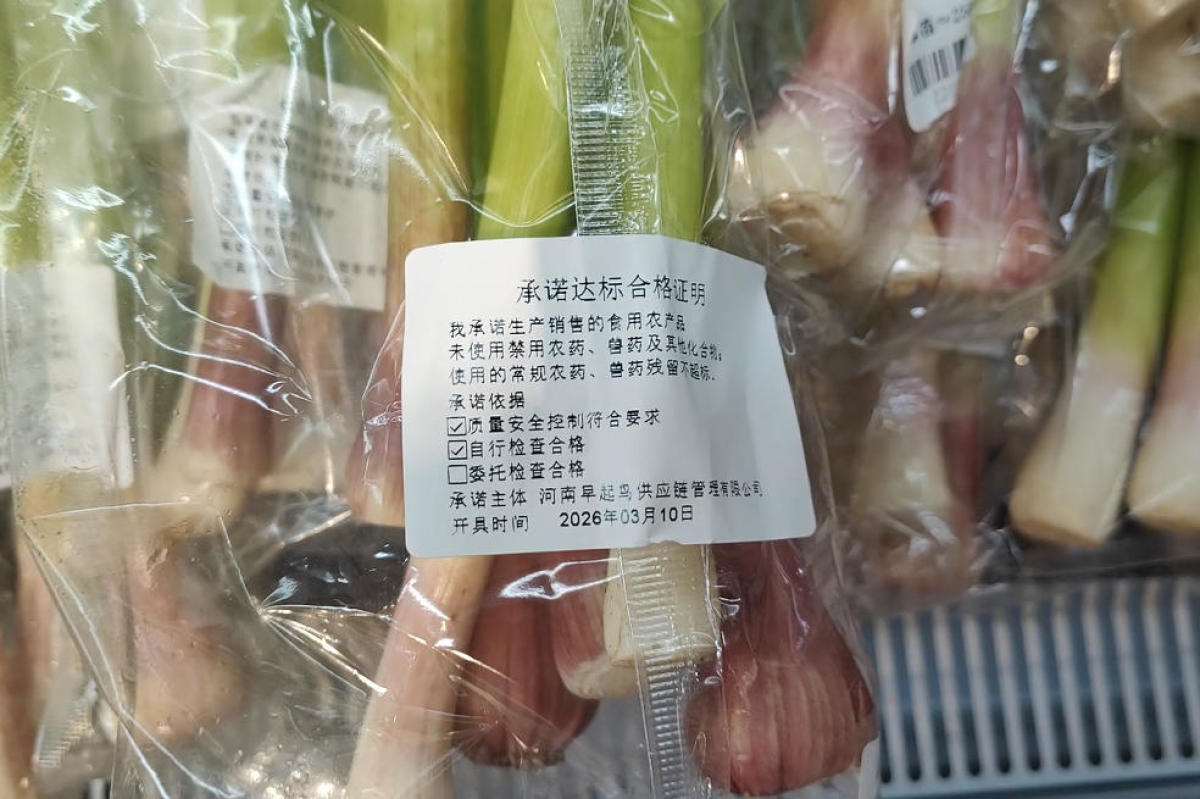 承诺达标合格证明
我承诺生产销售的食用农产品
未使用禁用农药、兽药及其他化合物。
使用的常规农药、兽药残留不超标。
承诺依据
☑质量安全控制符合要求
☑自行检查合格
☐委托检查合格
承诺主体 河南早起鸟供应链管理有限公司
开具时间 2026年03月10日